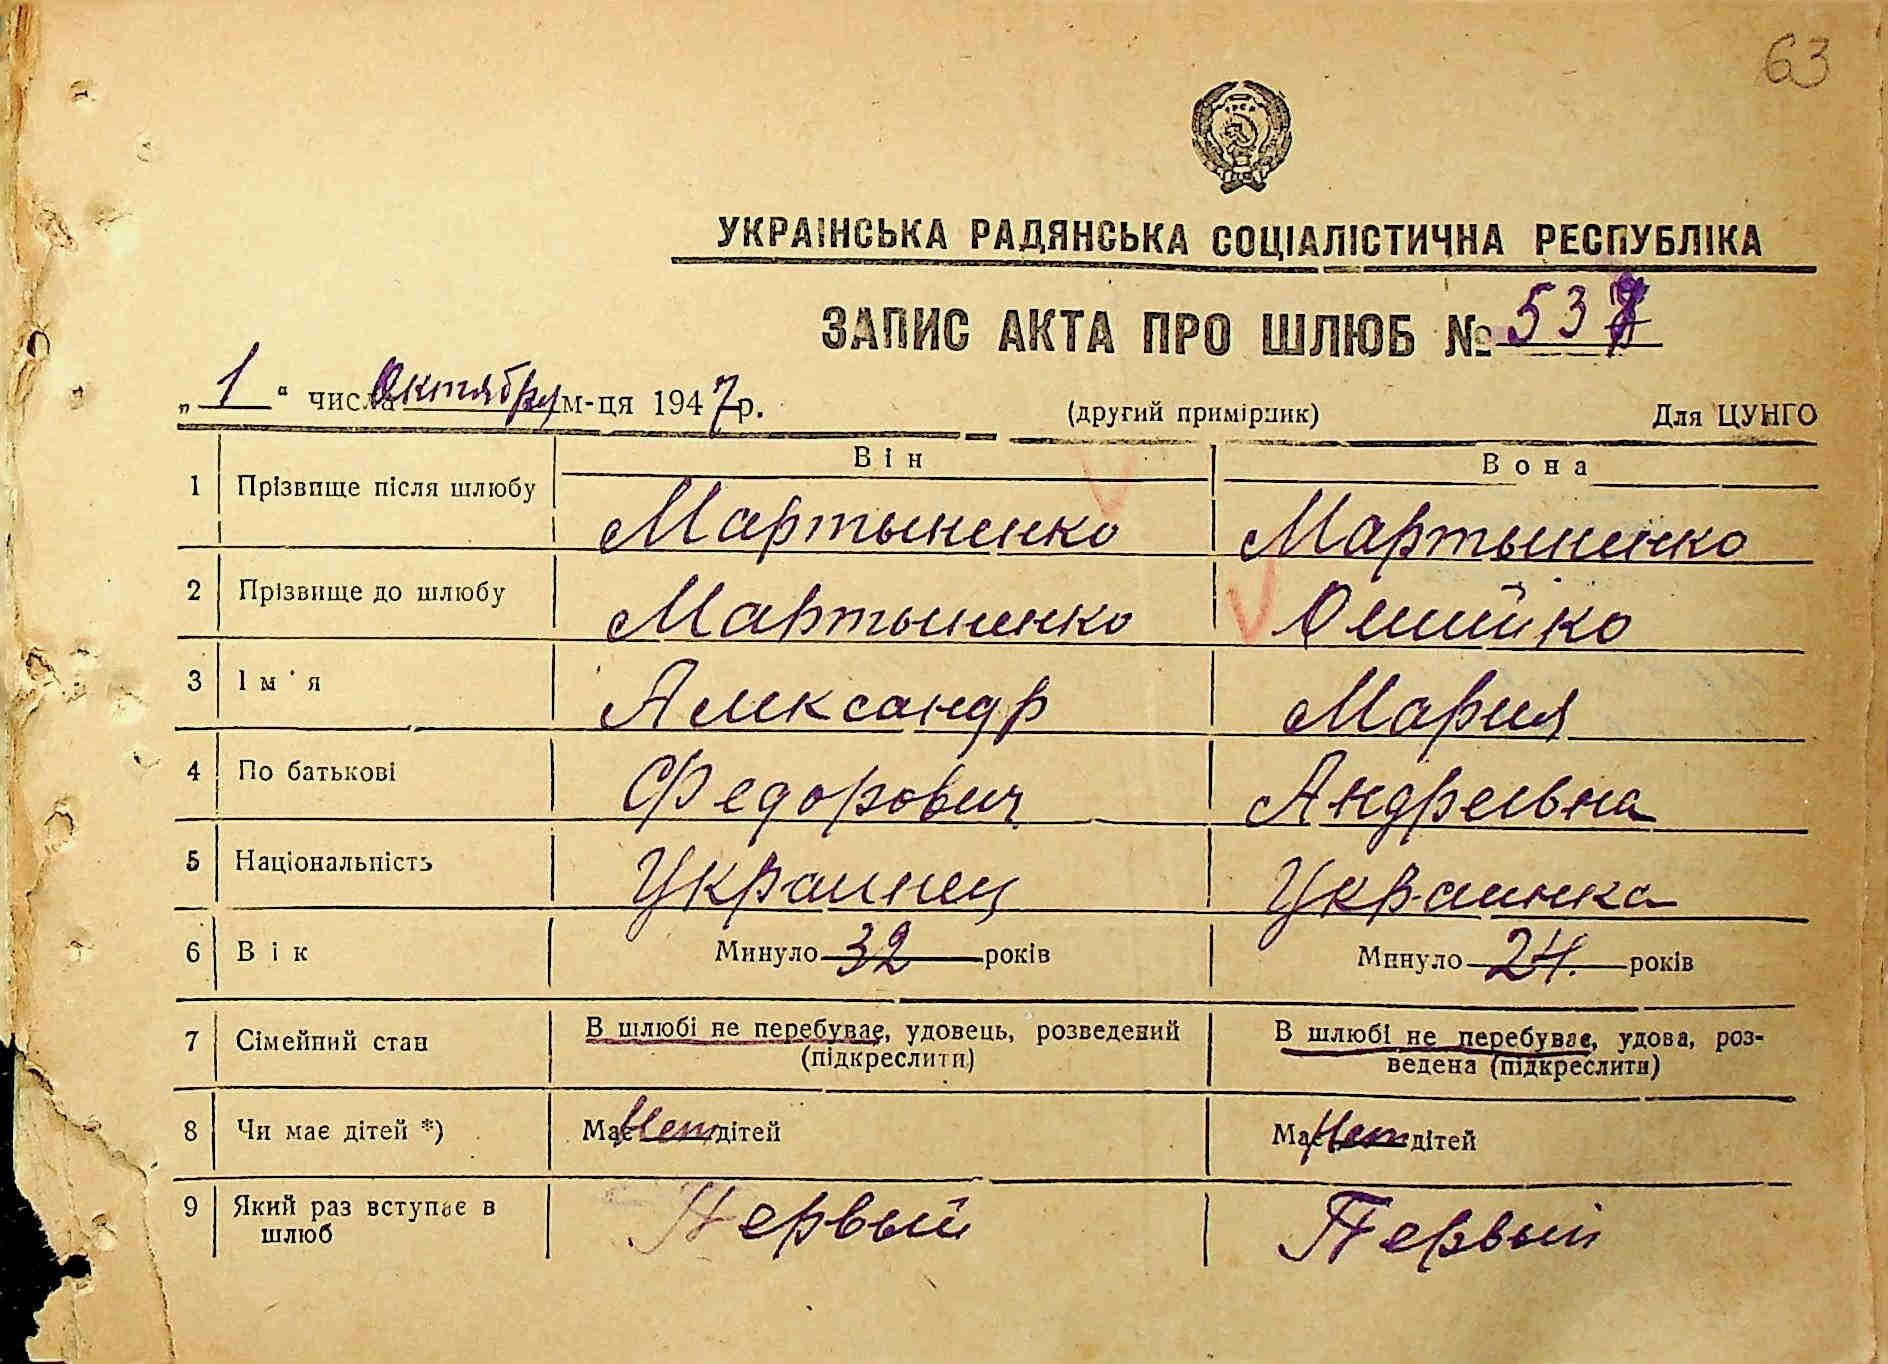 63
УКРАЇНСЬКА РАДЯНСЬКА СОЦІАЛІСТИЧНА РЕСПУБЛІКА
ЗАПИС АКТА ПРО ШЛЮБ № 53
„ 1 “ числа Октября м-ця 1947 р.
(другий примірник) Для ЦУНГО
Він Вона
1 Прізвище після шлюбу Мартыненко Мартыненко
2 Прізвище до шлюбу Мартыненко
3 Ім'я Александр Мария
4 По батькові Федорович Андреевна
5 Національність Украинец Украинка
6 Вік Минуло 32 років Минуло 24. років
7 Сімейний стан В шлюбі не перебуває, удовець, розведений (підкреслити) В шлюбі не перебуває, удова, роз-
ведена (підкреслити)
8 Чи має дітей *) Має Нет дітей Має Нет дітей
9 Який раз вступає в шлюб Первый Первый